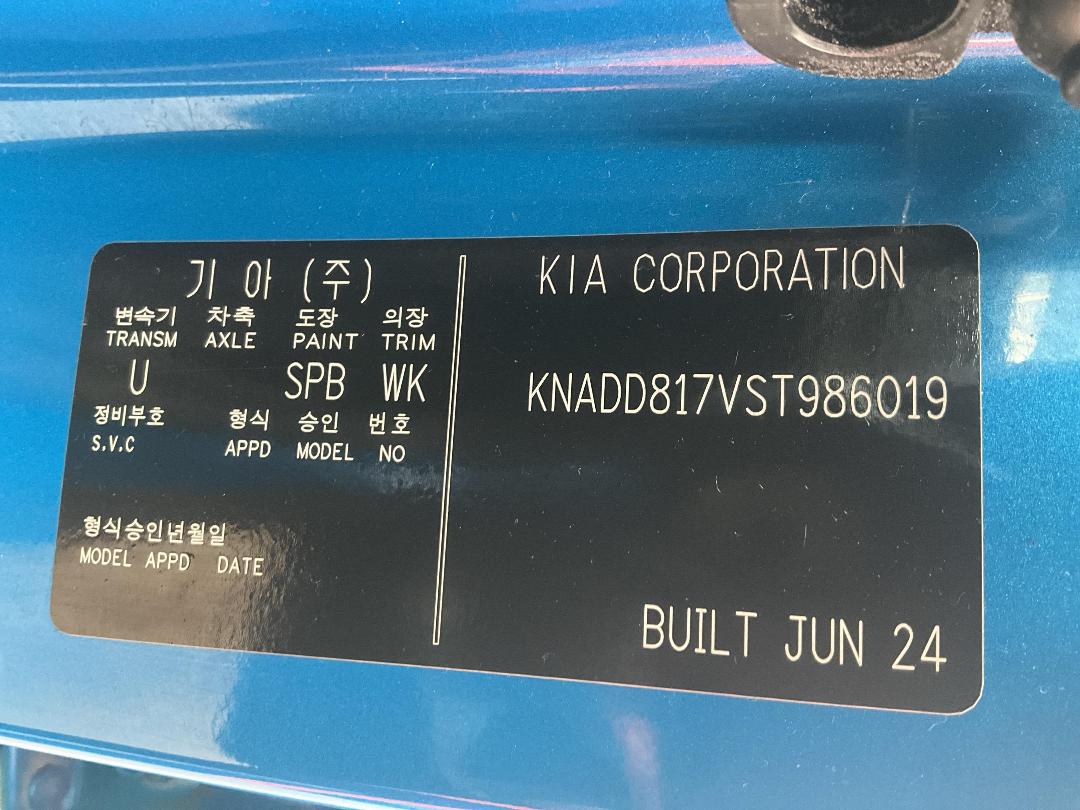 기 아 (주)
변속기 차축 도장 의장
TRANSM AXLE PAINT TRIM
U SPB WK
정비부호 형식 승인 번호
S.V.C APPD MODEL NO
형식승인년월일
MODEL APPD DATE
KIA CORPORATION
KNADD817VST986019
BUILT JUN 24